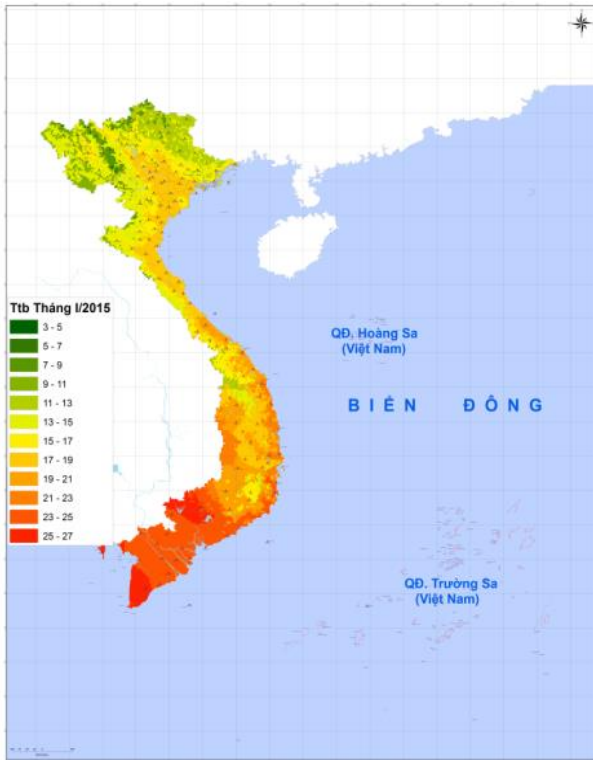 Ttb Tháng I/2015
3 - 5
5 - 7
7 - 9
9 - 11
11 - 13
13 - 15
15 - 17
17 - 19
19 - 21
21 - 23
23 - 25
25 - 27
QĐ. Hoàng Sa
(Việt Nam)
BIỂN ĐÔNG
QĐ. Trường Sa
(Việt Nam)